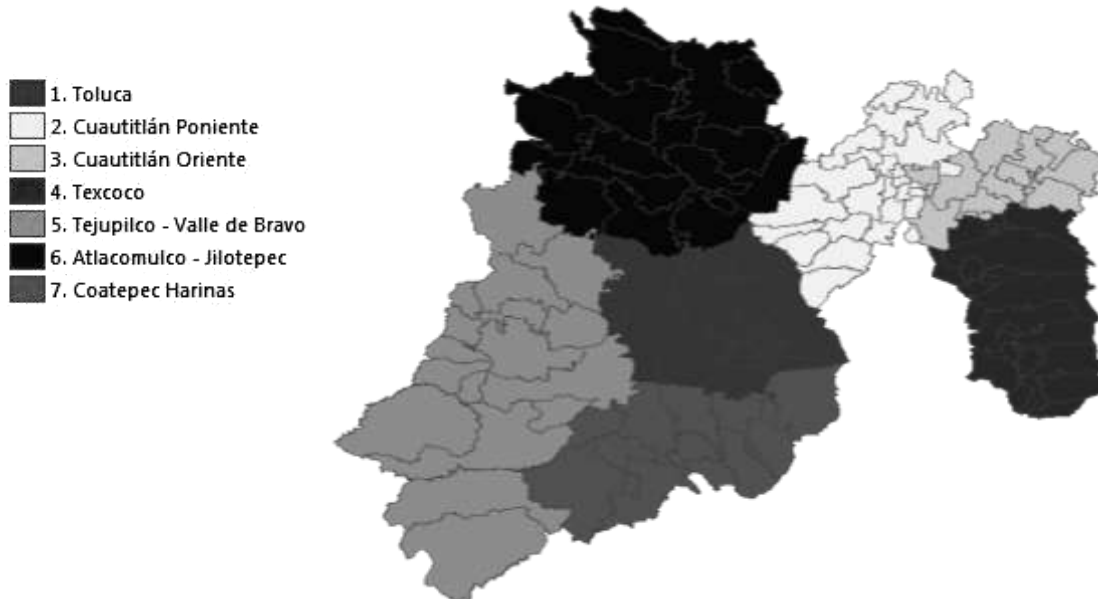 1. Toluca
2. Cuautitlán Poniente
3. Cuautitlán Oriente
4. Texcoco
5. Tejupilco - Valle de Bravo
6. Atlacomulco - Jilotepec
7. Coatepec Harinas